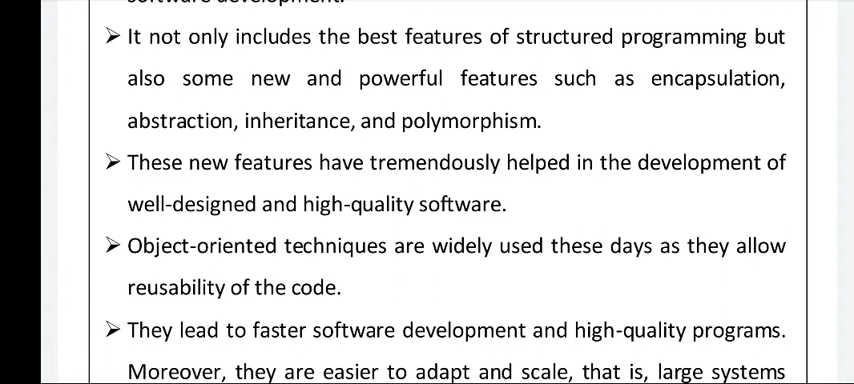 software development.
➢ It not only includes the best features of structured programming but
also some new and powerful features such as encapsulation,
abstraction, inheritance, and polymorphism.
➢ These new features have tremendously helped in the development of
well-designed and high-quality software.
➢ Object-oriented techniques are widely used these days as they allow
reusability of the code.
➢ They lead to faster software development and high-quality programs.
Moreover, they are easier to adapt and scale, that is, large systems